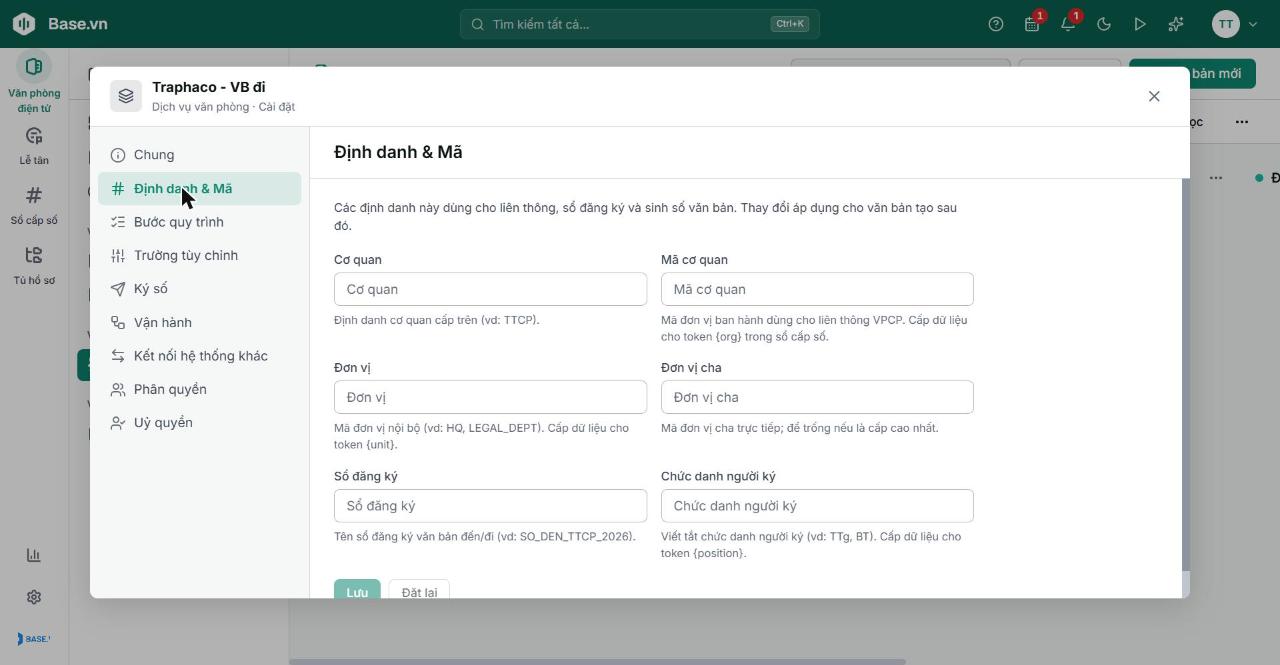 Base.vn
Tìm kiếm tất cả...
Ctrl+K
1
1
TT
Văn phòng
điện tử
Lễ tân
Sổ cấp số
Tủ hồ sơ
BASE.
bản mới
ọc
Traphaco - VB đi
Dịch vụ văn phòng · Cài đặt
Chung
Định danh & Mã
Bước quy trình
Trường tùy chỉnh
Ký số
Vận hành
Kết nối hệ thống khác
Phân quyền
Uỷ quyền
Định danh & Mã
Các định danh này dùng cho liên thông, sổ đăng ký và sinh số văn bản. Thay đổi áp dụng cho văn bản tạo sau
đó.
Cơ quan
Mã cơ quan
Cơ quan
Mã cơ quan
Định danh cơ quan cấp trên (vd: TTCP).
Mã đơn vị ban hành dùng cho liên thông VPCP. Cấp dữ liệu
cho token {org} trong sổ cấp số.
Đơn vị
Đơn vị cha
Đơn vị
Đơn vị cha
Mã đơn vị nội bộ (vd: HQ, LEGAL_DEPT). Cấp dữ liệu cho
token {unit}.
Mã đơn vị cha trực tiếp; để trống nếu là cấp cao nhất.
Sổ đăng ký
Chức danh người ký
Sổ đăng ký
Chức danh người ký
Tên sổ đăng ký văn bản đến/đi (vd: SO_DEN_TTCP_2026).
Viết tắt chức danh người ký (vd: TTg, BT). Cấp dữ liệu cho
token {position}.
Lưu
Đặt lại